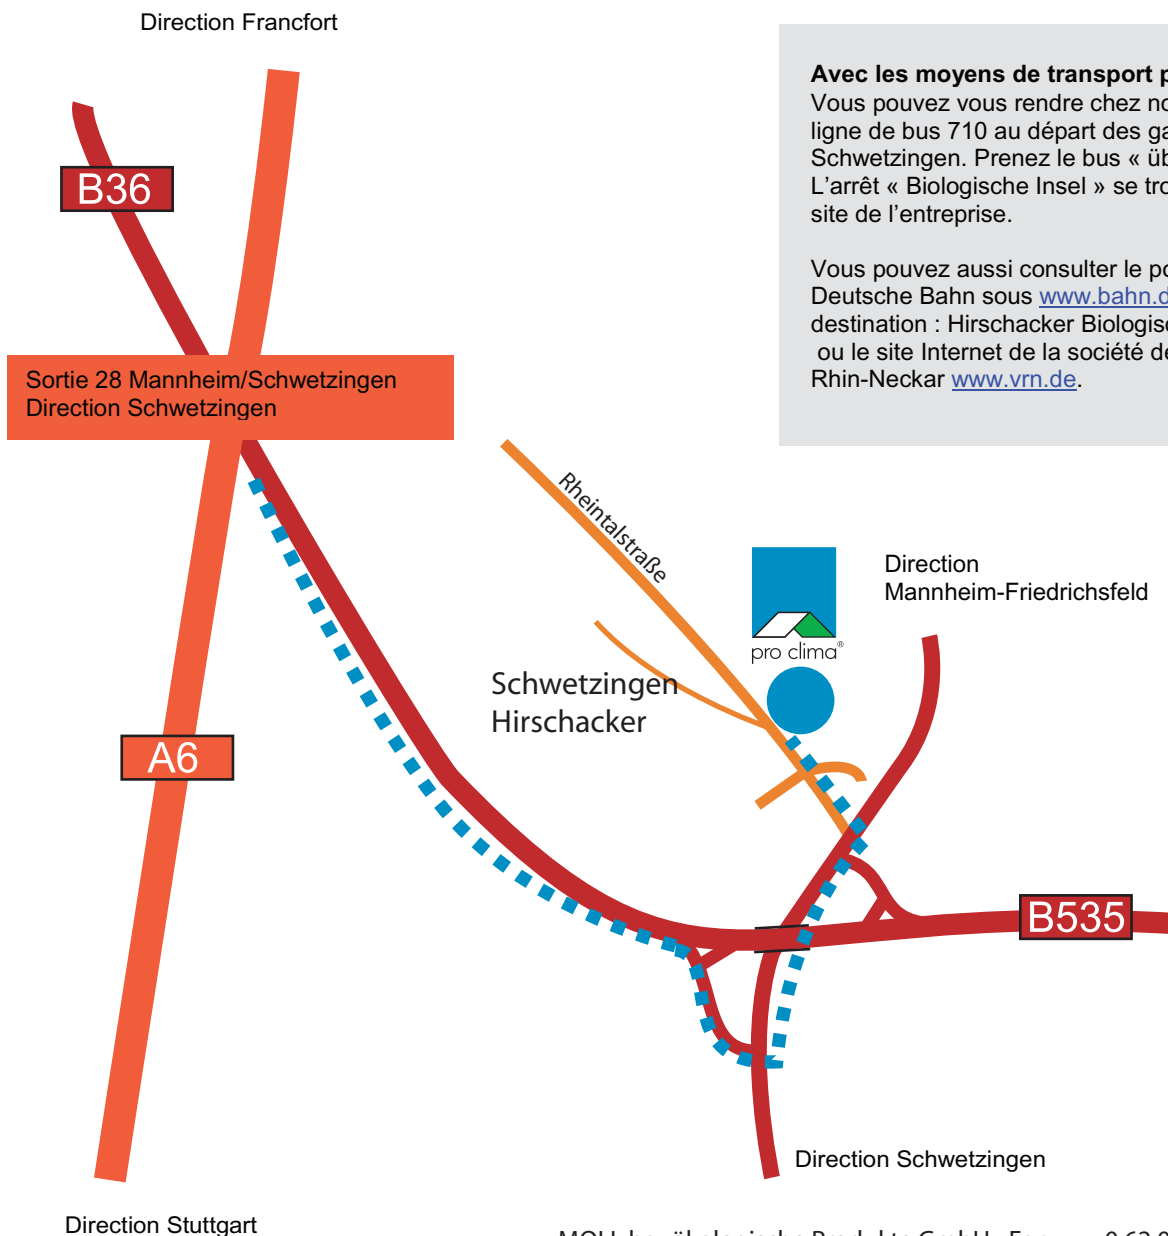 Direction Francfort
Avec les moyens de transport
Vous pouvez vous rendre chez
ligne de bus 710 au départ des
Schwetzingen. Prenez le bus «
L'arrêt « Biologische Insel » se
site de l'entreprise.
Vous pouvez aussi consulter le
Deutsche Bahn sous www.bahn.d
destination : Hirschacker
ou le site Internet de la société
Rhin-Neckar www.vrn.de.
B36
Sortie 28 Mannheim/Schwetzingen
Direction Schwetzingen
Rheintalstraße
Direction
Mannheim-Friedrichsfeld
pro clima®
Schwetzingen
Hirschacker
A6
B535
Direction Schwetzingen
Direction Stuttgart